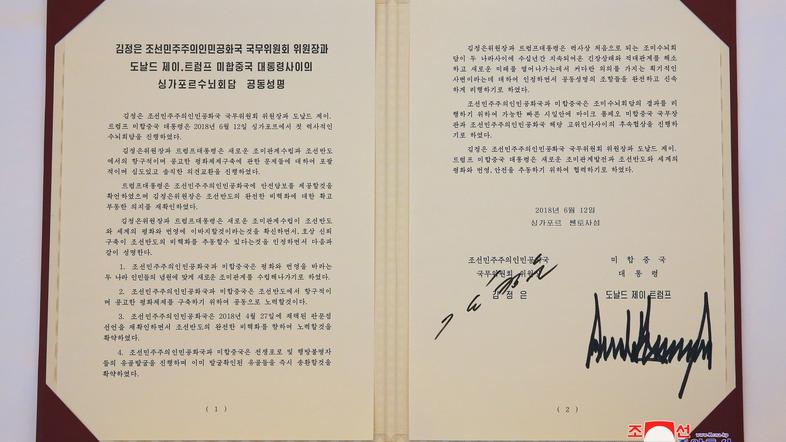 김정은 조선민주주의인민공화국 국무위원회 위원장과
도날드 제이.트럼프 미합중국 대통령사이의
싱가포르수뇌회담 공동성명
김정은 조선민주주의인민공화국 국무위원회 위원장과 도날드 제이.
트럼프 미합중국 대통령은 2018년 6월 12일 싱가포르에서 첫 력사적인
수뇌회담을 진행하였다.
김정은위원장과 트럼프대통령은 새로운 조미관계수립과 조선반도
에서의 항구적이며 공고한 평화체제구축에 관한 문제들에 대하여 포괄
적이며 심도있고 솔직한 의견교환을 진행하였다.
트럼프대통령은 조선민주주의인민공화국에 안전담보를 제공할것을
확언하였으며 김정은위원장은 조선반도의 완전한 비핵화에 대한 확고
부동한 의지를 재확인하였다.
김정은위원장과 트럼프대통령은 새로운 조미관계수립이 조선반도
와 세계의 평화와 번영에 이바지할것이라는것을 확신하면서, 호상 신뢰
구축이 조선반도의 비핵화를 추동할수 있다는것을 인정하면서 다음과
같이 성명한다.
1. 조선민주주의인민공화국과 미합중국은 평화와 번영을 바라는
두 나라 인민들의 념원에 맞게 새로운 조미관계를 수립해나가기로 하였다.
2. 조선민주주의인민공화국과 미합중국은 조선반도에서 항구적이
며 공고한 평화체제를 구축하기 위하여 공동으로 노력할것이다.
3. 조선민주주의인민공화국은 2018년 4월 27일에 채택된 판문점
선언을 재확인하면서 조선반도의 완전한 비핵화를 향하여 노력할것을
확약하였다.
4. 조선민주주의인민공화국과 미합중국은 전쟁포로 및 행방불명자
들의 유골발굴을 진행하며 이미 발굴확인된 유골들을 즉시 송환할것을
확약하였다.
( 1 )
김정은위원장과 트럼프대통령은 력사상 처음으로 되는 조미수뇌회
담이 두 나라사이에 수십년간 지속되여온 긴장상태와 적대관계를 해소
하고 새로운 미래를 열어나가는데서 커다란 의의를 가지는 획기적인
사변이라는데 대하여 인정하면서 공동성명의 조항들을 완전하고 신속
하게 리행하기로 하였다.
조선민주주의인민공화국과 미합중국은 조미수뇌회담의 결과를 리
행하기 위하여 가능한 빠른 시일안에 마이크 폼페오 미합중국 국무장
관과 조선민주주의인민공화국 해당 고위인사사이의 후속협상을 진행하
기로 하였다.
김정은 조선민주주의인민공화국 국무위원회 위원장과 도날드 제이.
트럼프 미합중국 대통령은 새로운 조미관계발전과 조선반도와 세계의
평화와 번영, 안전을 추동하기 위하여 협력하기로 하였다.
2018년 6월 12일
싱가포르 쎈토사섬
조선민주주의인민공화국
국무위원회 위원장
김 정 은
미 합 중 국
대 통 령
도날드 제이.트럼프
( 2 )
조선
www.kcna.kp